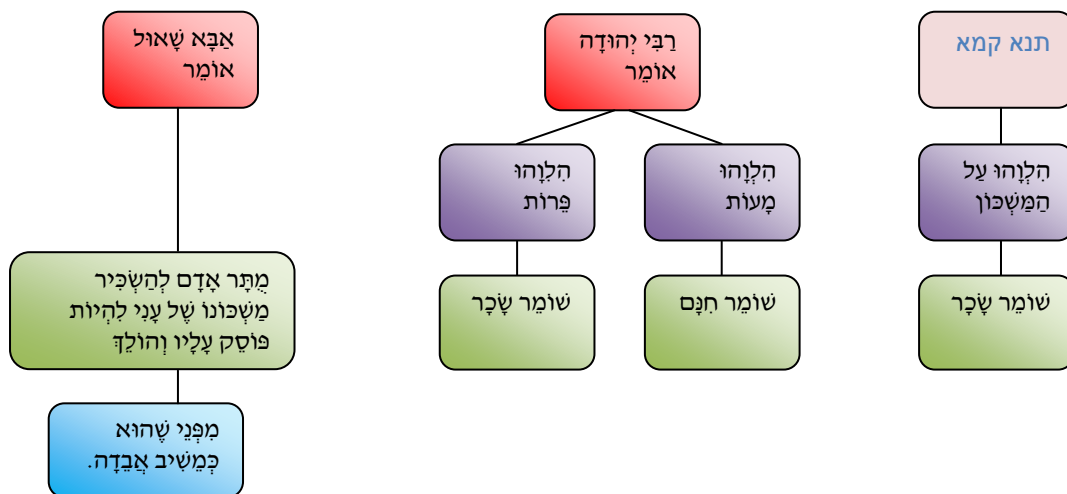 תנא קמא
הִלְוָהוּ עַל
הַמַּשְׁכּוֹן
שׁוֹמֵר שָׂכָר
רַבִּי יְהוּדָה
אוֹמֵר
הִלְוָהוּ
מָעוֹת
שׁוֹמֵר חִנָּם
הִלִוָהוּ
פֵּרוֹת
שׁוֹמֵר שָׂכָר
אַבָּא שָׁאוּל
אוֹמֵר
מֻתָּר אָדָם לְהַשְׂכִּיר
מַשְׁכּוֹנוֹ שֶׁל עָנִי לִהְיוֹת
פּוֹסֵק עָלָיו וְהוֹלֵךְ
מִפְּנֵי שֶׁהוּא
כְּמֵשִׁיב אֲבֵדָה.